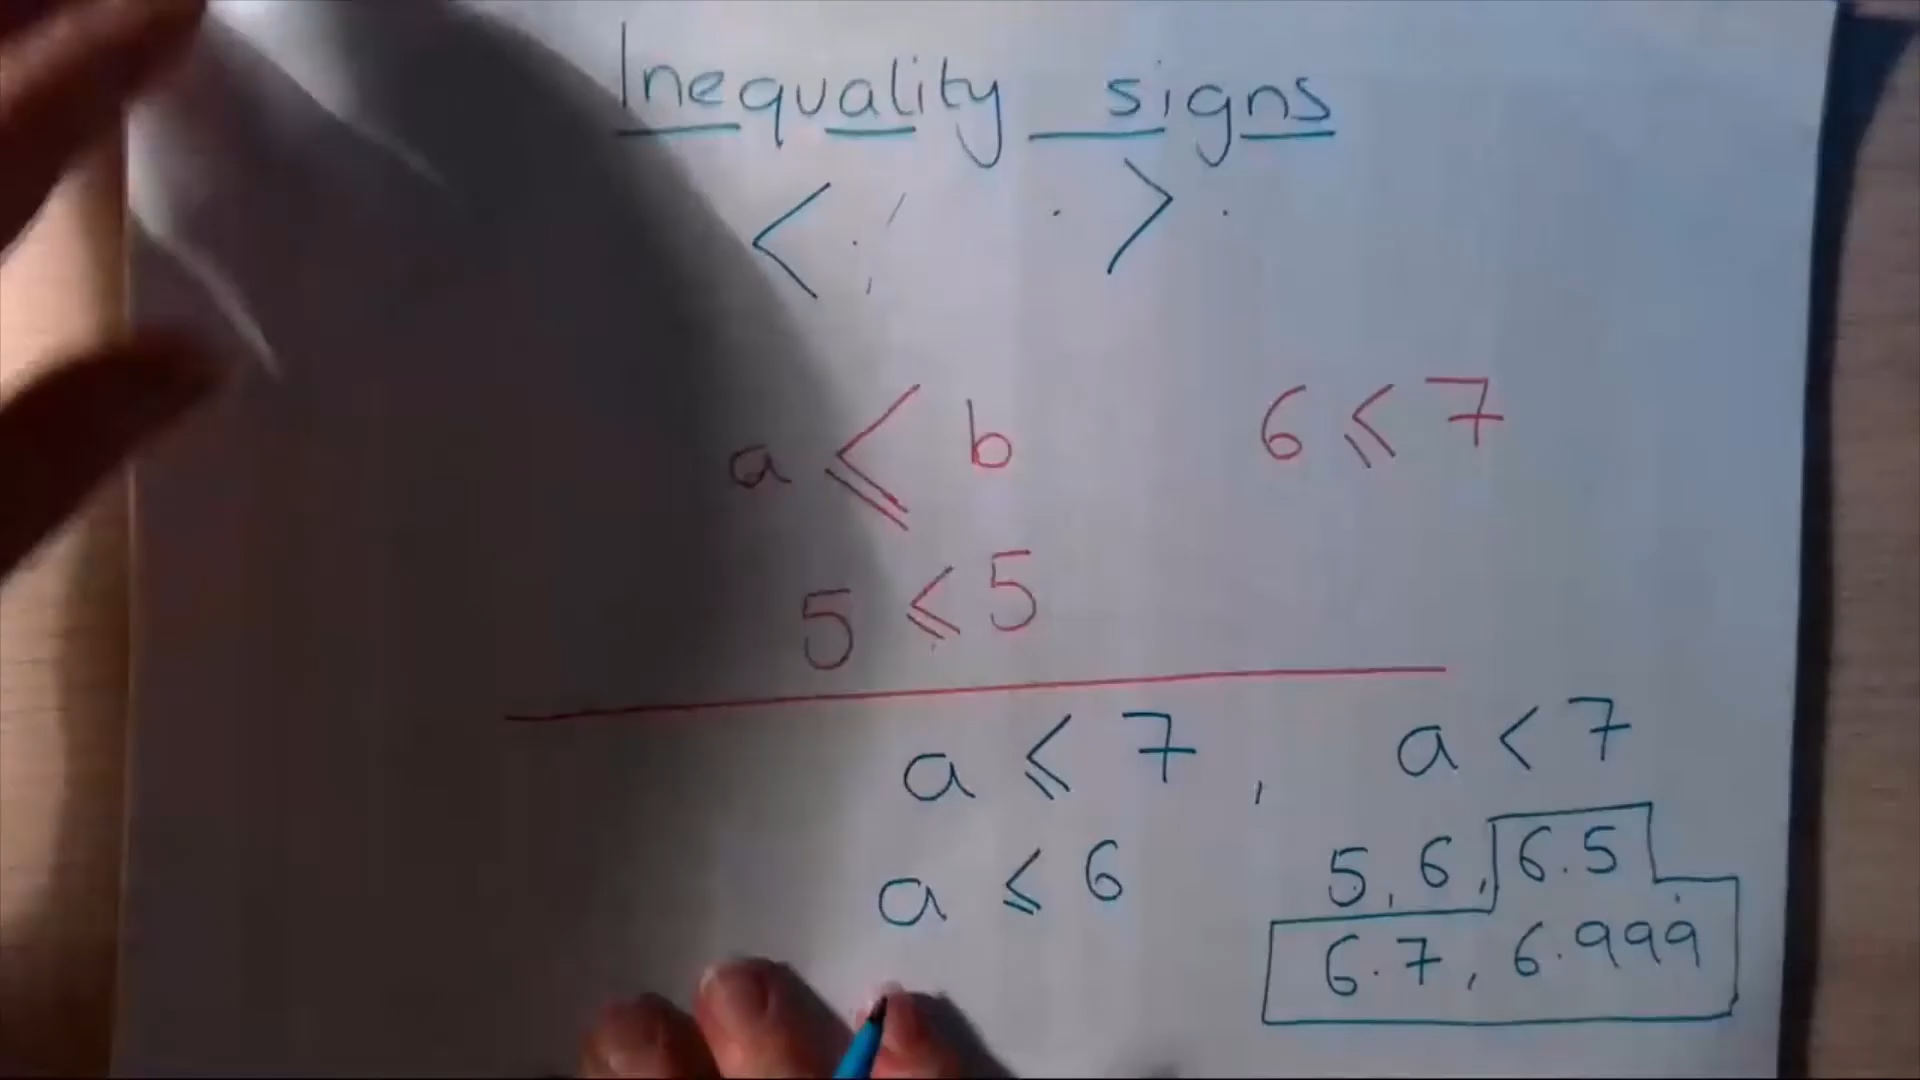 Inequality signs
< >
a ⩽ b 6 ⩽ 7
5 ⩽ 5
a ⩽ 7 , a < 7
a ⩽ 6 5, 6, 6.5
6.7, 6.999̇